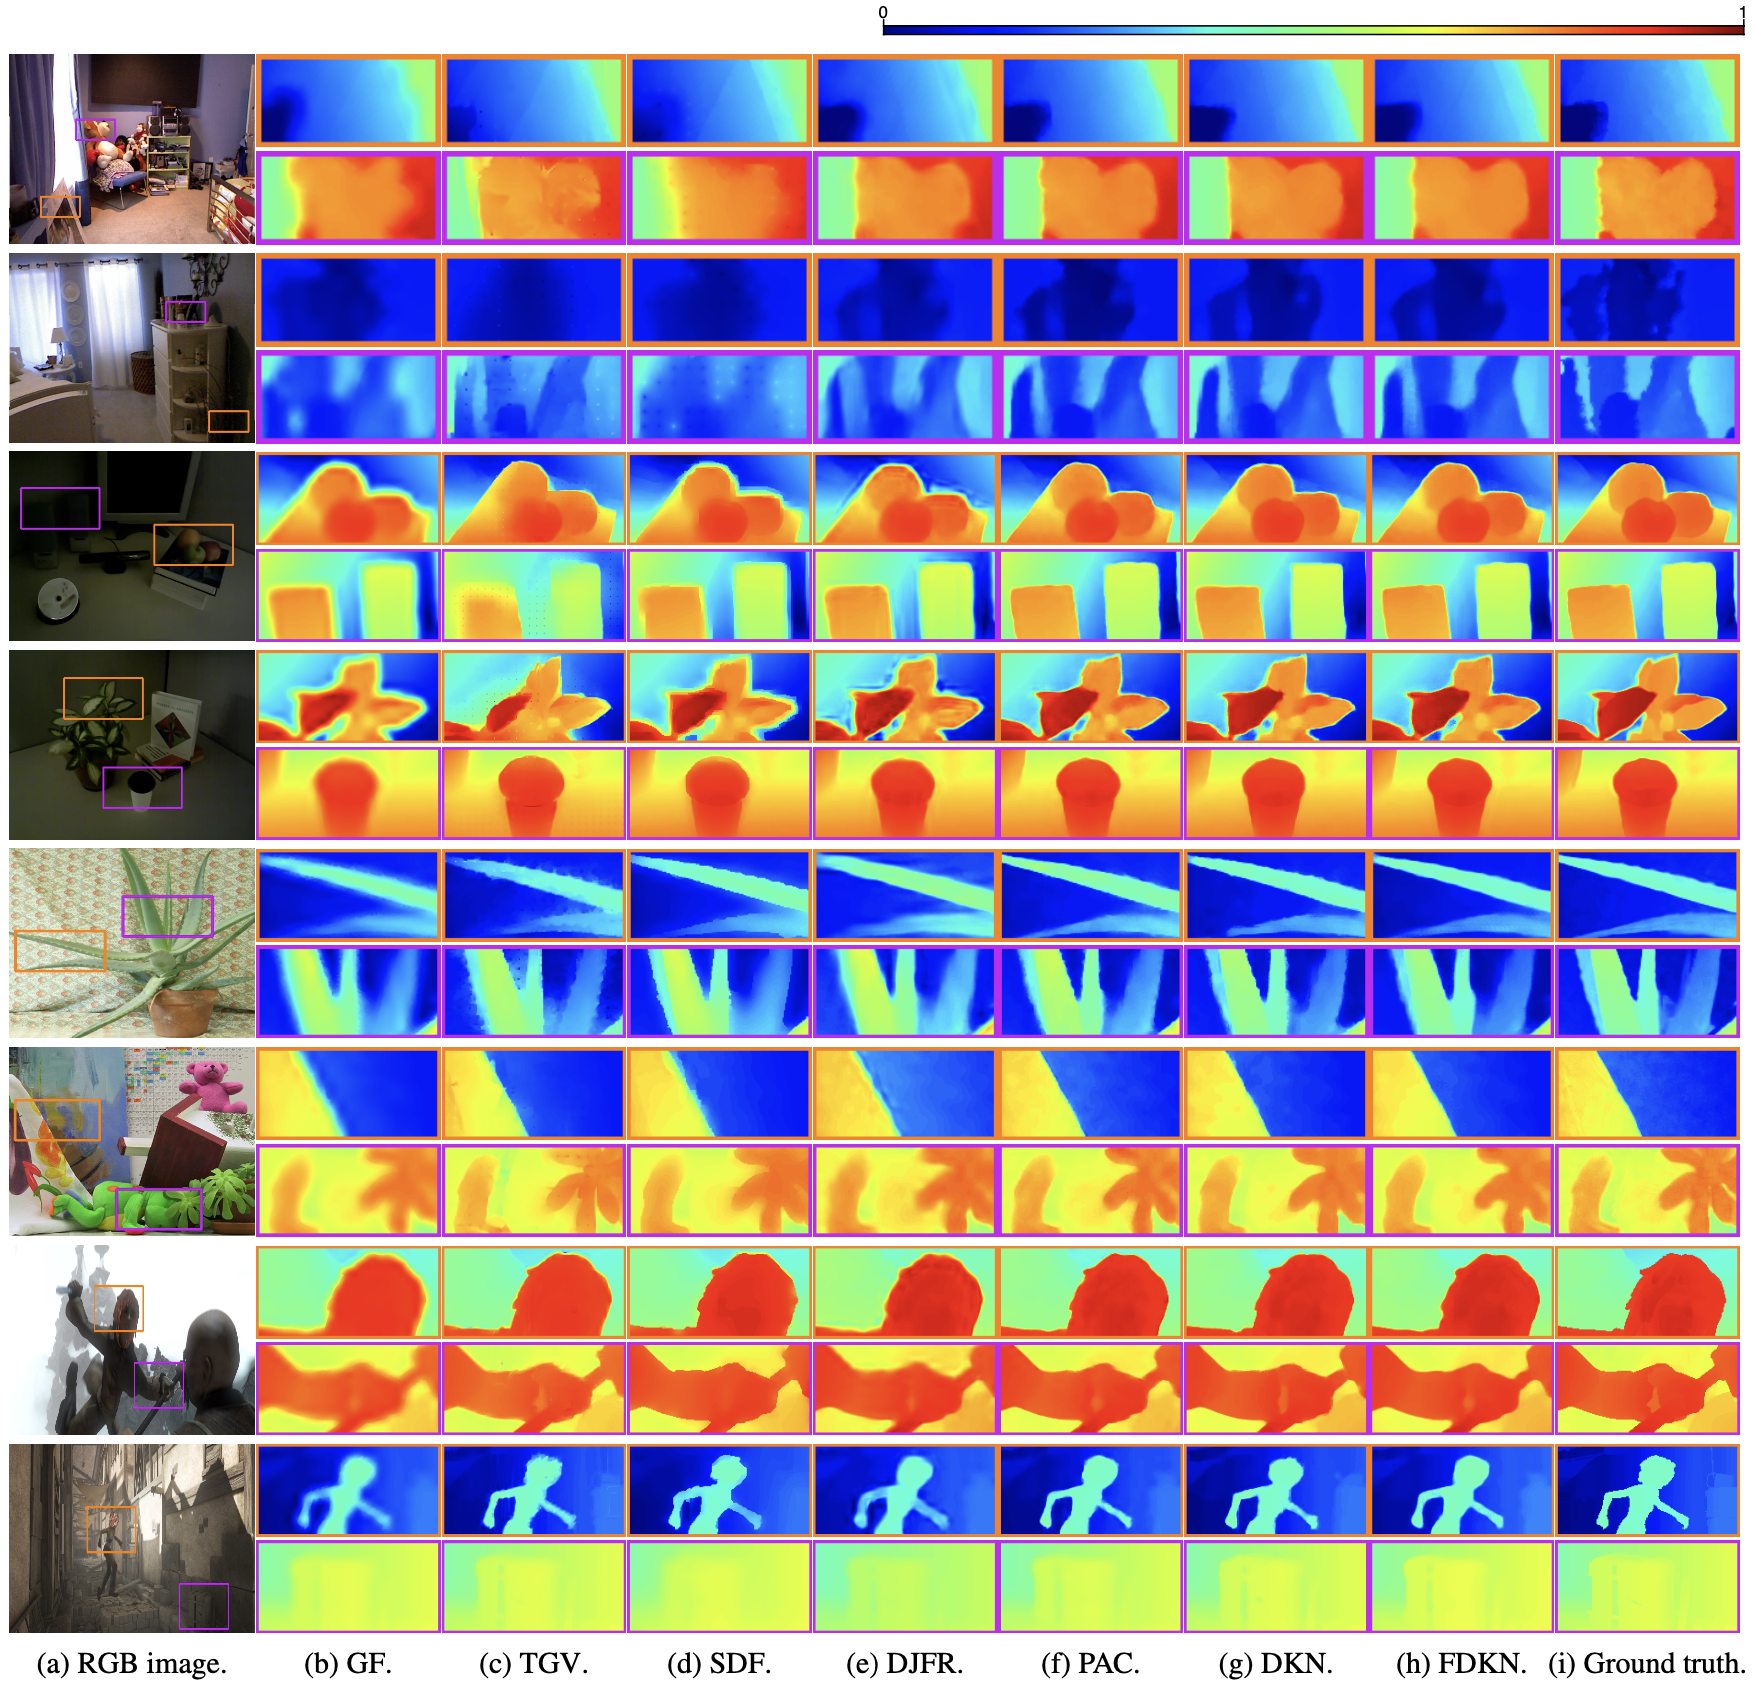 0 1
(a) RGB image. (b) GF. (c) TGV. (d) SDF. (e) DJFR. (f) PAC. (g) DKN. (h) FDKN. (i) Ground truth.